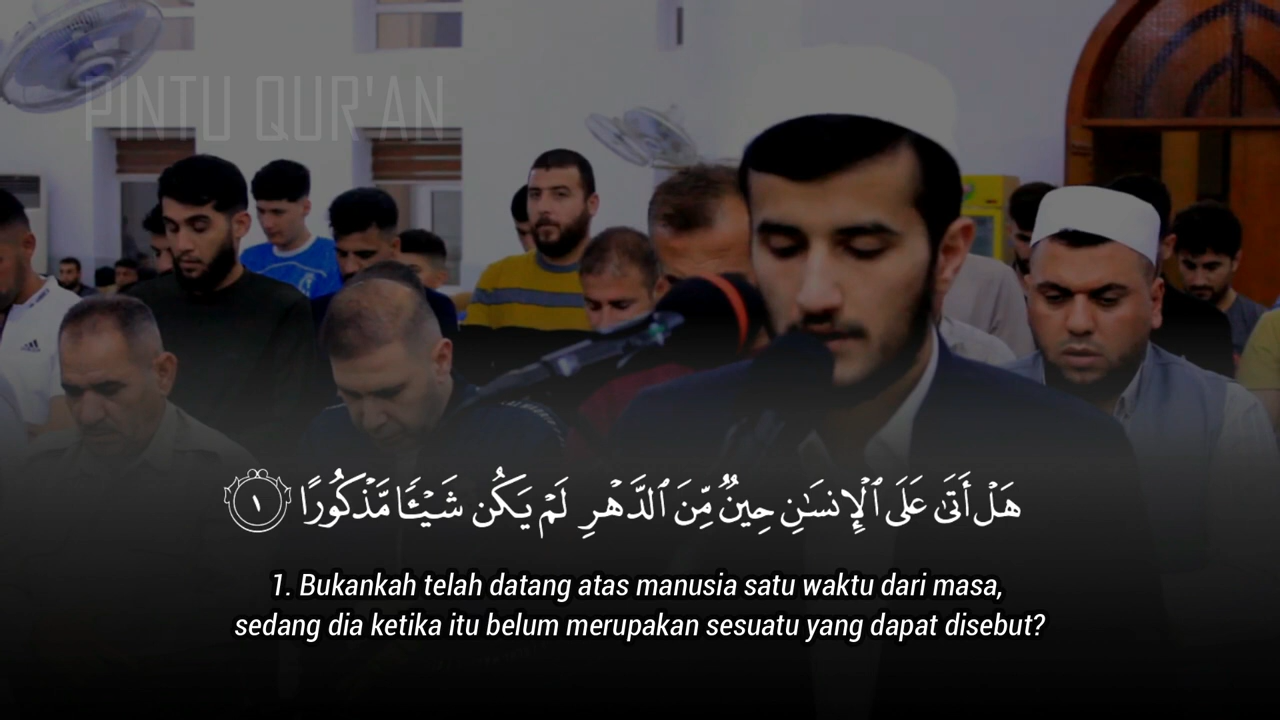 PINTU QUR'AN
هَلْ أَتَىٰ عَلَى ٱلْإِنسَـٰنِ حِينٌ مِّنَ ٱلدَّهْرِ لَمْ يَكُن شَيْـًٔا مَّذْكُورًا ١
1. Bukankah telah datang atas manusia satu waktu dari masa,
sedang dia ketika itu belum merupakan sesuatu yang dapat disebut?